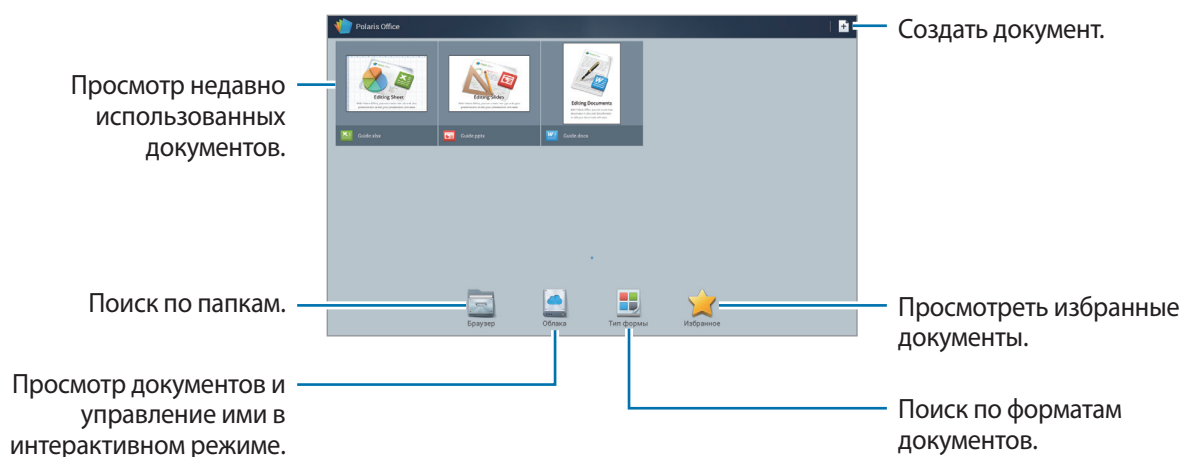 Polaris Office
Создать документ.
Просмотр недавно
использованных
документов.
Editing Sheet
Editing Slides
Editing Documents
Guide.xlsx
Guide.pptx
Guide.docx
Поиск по папкам.
Браузер
Облака
Тип формы
Избранное
Просмотреть избранные
документы.
Просмотр документов и
управление ими в
интерактивном режиме.
Поиск по форматам
документов.